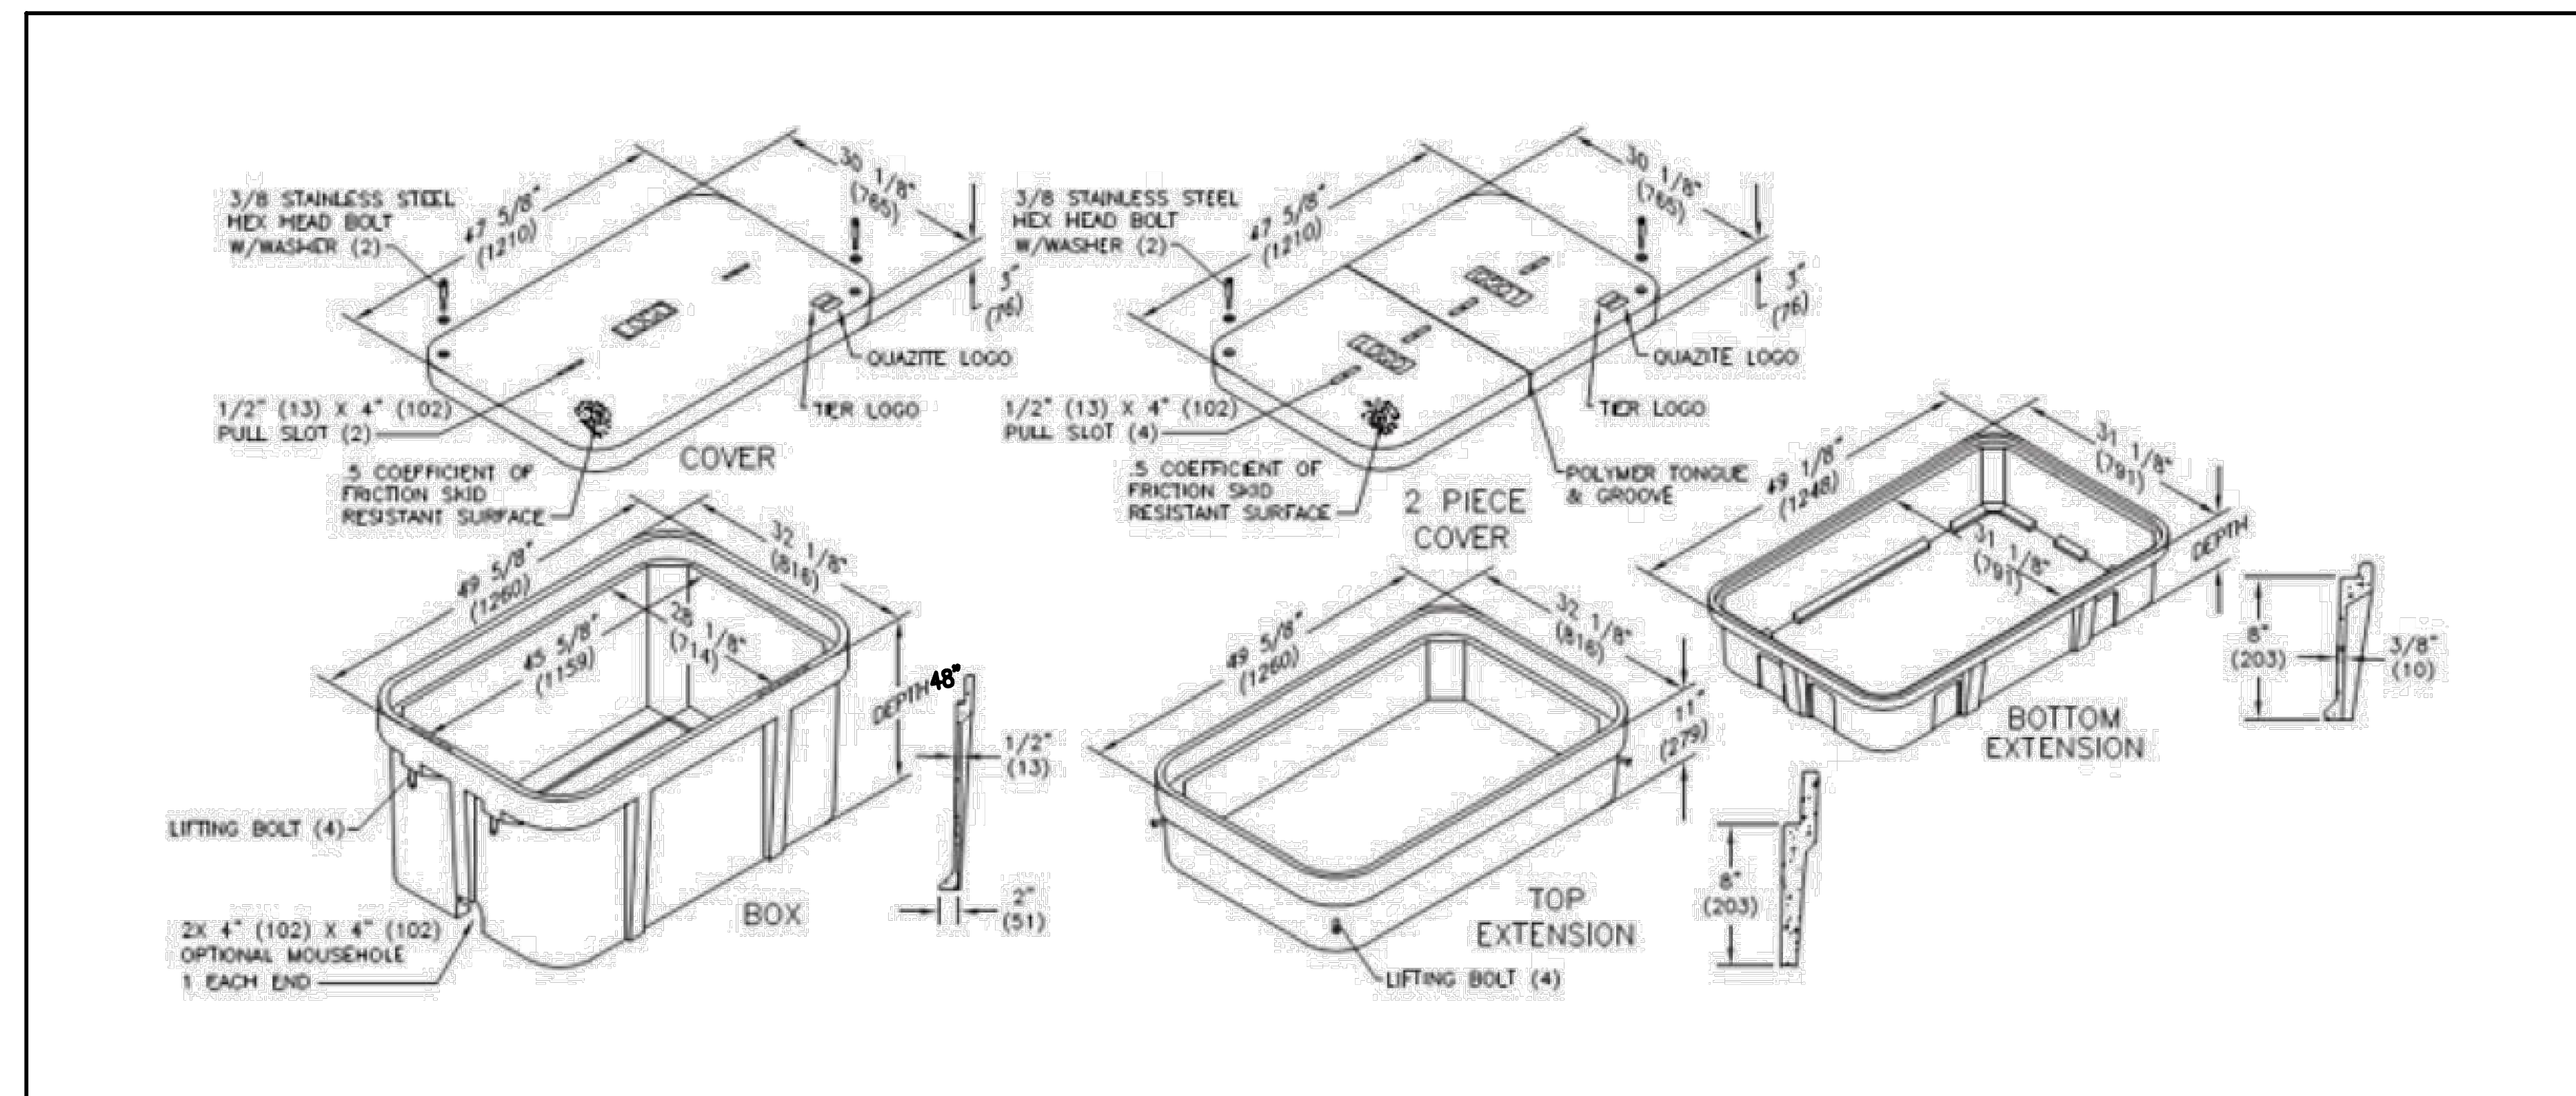 3/8 STAINLESS STEEL
HEX HEAD BOLT
W/WASHER (2)
47 5/8"
(1210)
30 1/8"
(765)
3"
(76)
LOGO
QUAZITE LOGO
TIER LOGO
1/2" (13) X 4" (102)
PULL SLOT (2)
.5 COEFFICIENT OF
FRICTION SKID
RESISTANT SURFACE
COVER
3/8 STAINLESS STEEL
HEX HEAD BOLT
W/WASHER (2)
47 5/8"
(1210)
30 1/8"
(765)
3"
(76)
LOGO
LOGO
QUAZITE LOGO
TIER LOGO
1/2" (13) X 4" (102)
PULL SLOT (4)
.5 COEFFICIENT OF
FRICTION SKID
RESISTANT SURFACE
2 PIECE
COVER
POLYMER TONGUE
& GROOVE
49 5/8"
(1260)
32 1/8"
(816)
45 5/8"
(1159)
28 1/8"
(714)
DEPTH 48"
1/2"
(13)
2"
(51)
LIFTING BOLT (4)
2X 4" (102) X 4" (102)
OPTIONAL MOUSEHOLE
1 EACH END
BOX
49 5/8"
(1260)
32 1/8"
(816)
11"
(279)
8"
(203)
TOP
EXTENSION
LIFTING BOLT (4)
49 1/8"
(1248)
31 1/8"
(791)
31 1/8"
(791)
DEPTH
8"
(203)
3/8"
(10)
BOTTOM
EXTENSION